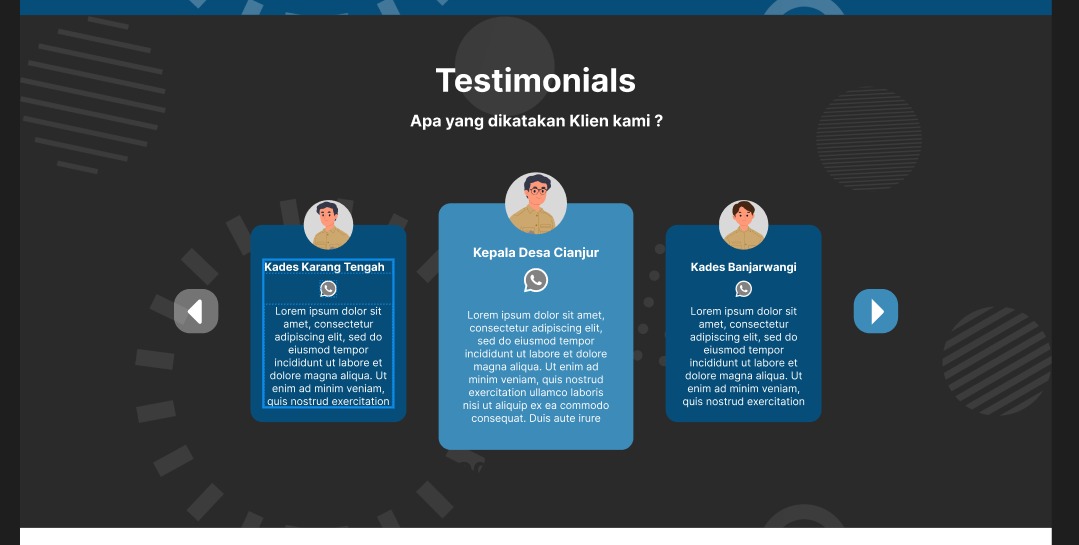 Testimonials
Apa yang dikatakan Klien kami ?
Kades Karang Tengah
Lorem ipsum dolor sit
amet, consectetur
adipiscing elit, sed do
eiusmod tempor
incididunt ut labore et
dolore magna aliqua. Ut
enim ad minim veniam,
quis nostrud exercitation
Kepala Desa Cianjur
Lorem ipsum dolor sit amet,
consectetur adipiscing elit,
sed do eiusmod tempor
incididunt ut labore et dolore
magna aliqua. Ut enim ad
minim veniam, quis nostrud
exercitation ullamco laboris
nisi ut aliquip ex ea commodo
consequat. Duis aute irure
Kades Banjarwangi
Lorem ipsum dolor sit
amet, consectetur
adipiscing elit, sed do
eiusmod tempor
incididunt ut labore et
dolore magna aliqua. Ut
enim ad minim veniam,
quis nostrud exercitation